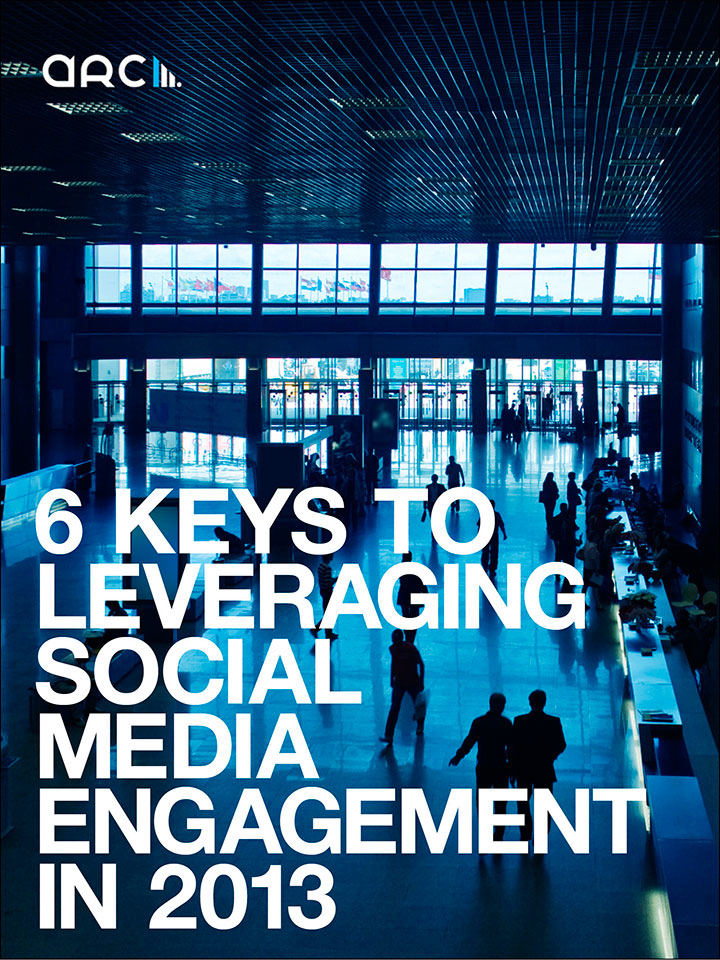 ARC
6 KEYS TO
LEVERAGING
SOCIAL
MEDIA
ENGAGEMENT
IN 2013